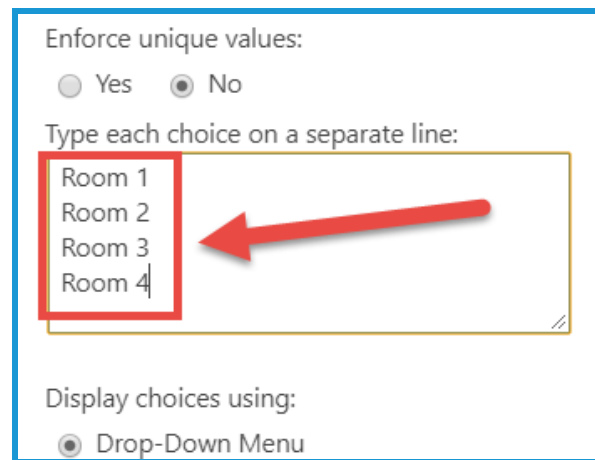 Enforce unique values:
Yes No
Type each choice on a separate line:
Room 1
Room 2
Room 3
Room 4
Display choices using:
Drop-Down Menu